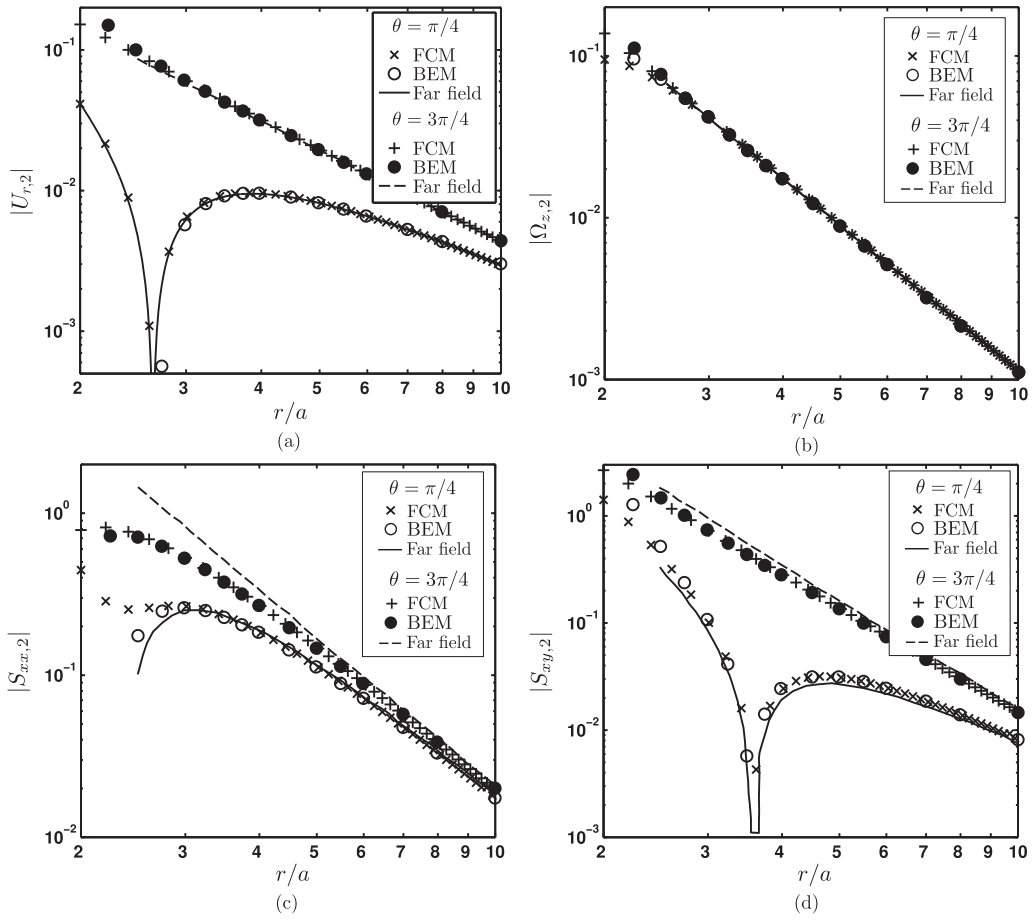 10⁻¹
10⁻²
10⁻³
|U_{r,2}|
2 3 4 5 6 7 8 9 10
r/a
(a)
θ = π/4
FCM
BEM
Far field
θ = 3π/4
FCM
BEM
Far field
10⁻¹
10⁻²
10⁻³
|Ω_{z,2}|
2 3 4 5 6 7 8 9 10
r/a
(b)
θ = π/4
FCM
BEM
Far field
θ = 3π/4
FCM
BEM
Far field
10⁰
10⁻¹
10⁻²
|S_{xx,2}|
2 3 4 5 6 7 8 9 10
r/a
(c)
θ = π/4
FCM
BEM
Far field
θ = 3π/4
FCM
BEM
Far field
10⁰
10⁻¹
10⁻²
10⁻³
|S_{xy,2}|
2 3 4 5 6 7 8 9 10
r/a
(d)
θ = π/4
FCM
BEM
Far field
θ = 3π/4
FCM
BEM
Far field